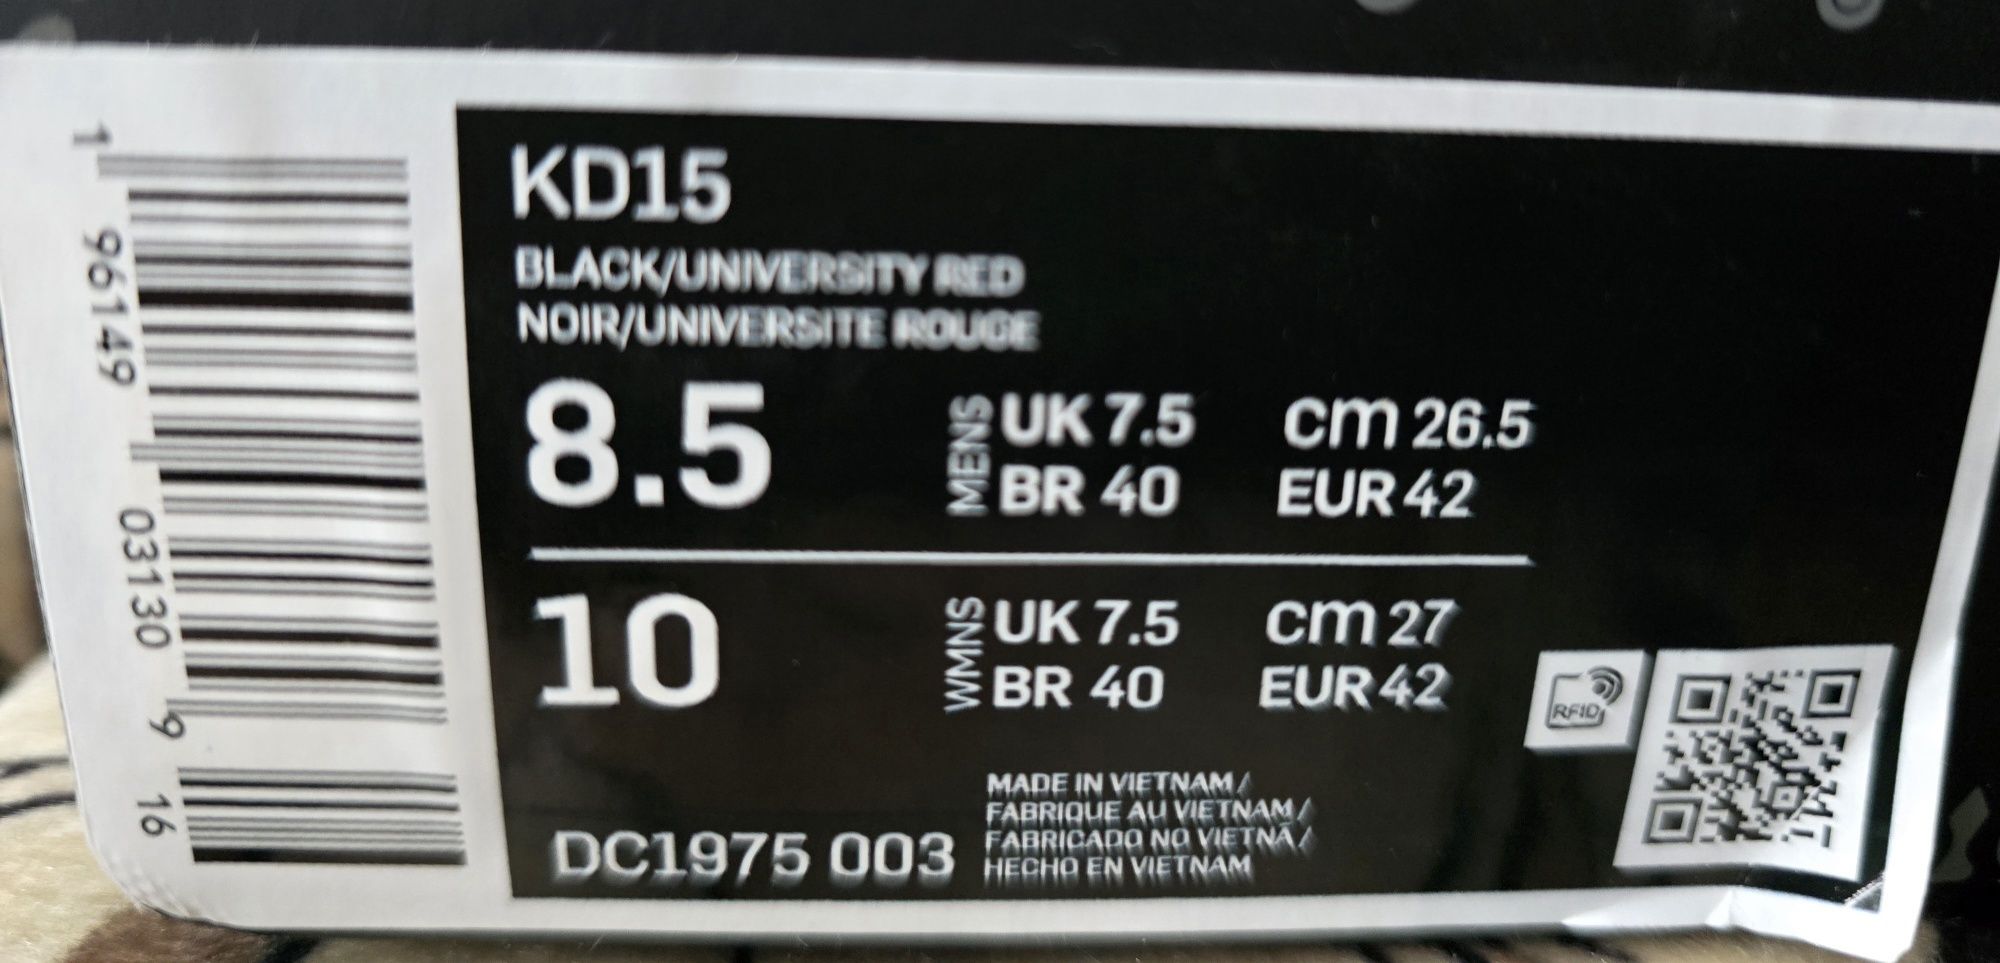 1 96149 03130 9 16
KD15
BLACK/UNIVERSITY RED
NOIR/UNIVERSITE ROUGE
8.5
MENS
UK 7.5 cm 26.5
BR 40 EUR 42
10
WMNS
UK 7.5 cm 27
BR 40 EUR 42
RFID
DC1975 003
MADE IN VIETNAM /
FABRIQUE AU VIETNAM /
FABRICADO NO VIETNÃ /
HECHO EN VIETNAM